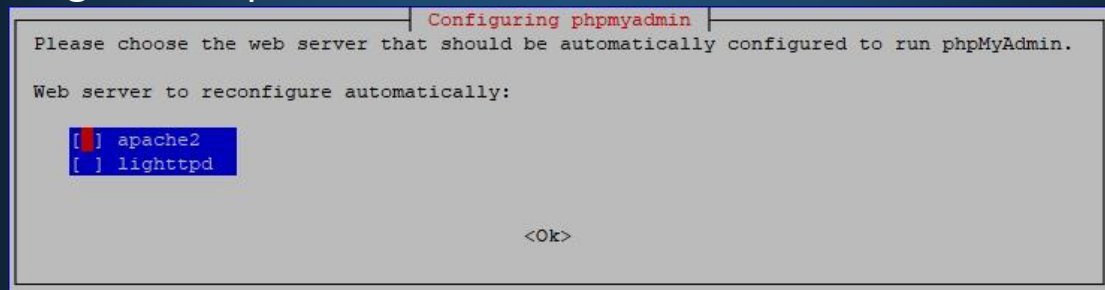 Configuring phpmyadmin
Please choose the web server that should be automatically configured to run phpMyAdmin.
Web server to reconfigure automatically:
[ ] apache2
[ ] lighttpd
<Ok>